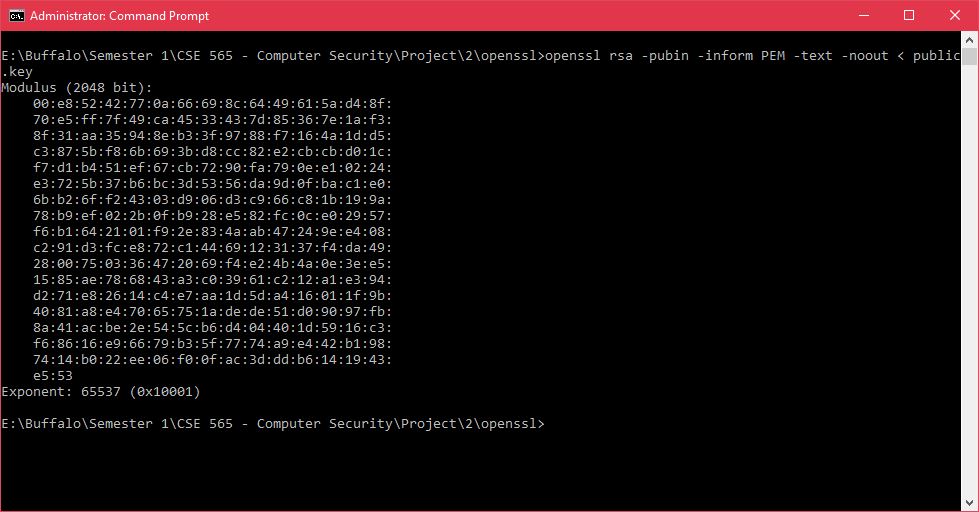 Administrator: Command Prompt
E:\Buffalo\Semester 1\CSE 565 - Computer Security\Project\2\openssl>openssl rsa -pubin -inform PEM -text -noout < public
.key
Modulus (2048 bit):
00:e8:52:42:77:0a:66:69:8c:64:49:61:5a:d4:8f:
70:e5:ff:7f:49:ca:45:33:43:7d:85:36:7e:1a:f3:
8f:31:aa:35:94:8e:b3:3f:97:88:f7:16:4a:1d:d5:
c3:87:5b:f8:6b:69:3b:d8:cc:82:e2:cb:cb:d0:1c:
f7:d1:b4:51:ef:67:cb:72:90:fa:79:0e:e1:02:24:
e3:72:5b:37:b6:bc:3d:53:56:da:9d:0f:ba:c1:e0:
6b:b2:6f:f2:43:03:d9:06:d3:c9:66:c8:1b:19:9a:
78:b9:ef:02:2b:0f:b9:28:e5:82:fc:0c:e0:29:57:
f6:b1:64:21:01:f9:2e:83:4a:ab:47:24:9e:e4:08:
c2:91:d3:fc:e8:72:c1:44:69:12:31:37:f4:da:49:
28:00:75:03:36:47:20:69:f4:e2:4b:4a:0e:3e:e5:
15:85:ae:78:68:43:a3:c0:39:61:c2:12:a1:e3:94:
d2:71:e8:26:14:c4:e7:aa:1d:5d:a4:16:01:1f:9b:
40:81:a8:e4:70:65:75:1a:de:de:51:d0:90:97:fb:
8a:41:ac:be:2e:54:5c:b6:d4:04:40:1d:59:16:c3:
f6:86:16:e9:66:79:b3:5f:77:74:a9:e4:42:b1:98:
74:14:b0:22:ee:06:f0:0f:ac:3d:dd:b6:14:19:43:
e5:53
Exponent: 65537 (0x10001)
E:\Buffalo\Semester 1\CSE 565 - Computer Security\Project\2\openssl>